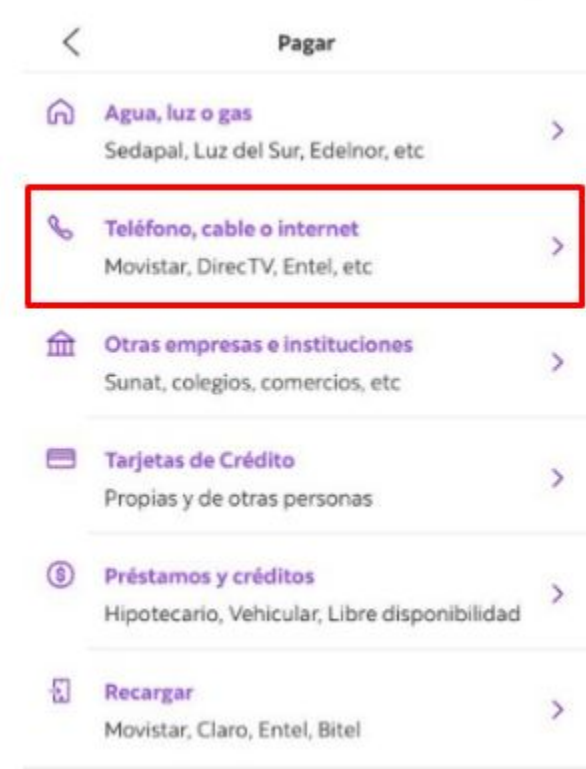 Pagar
Agua, luz o gas
Sedapal, Luz del Sur, Edelnor, etc
Teléfono, cable o internet
Movistar, DirecTV, Entel, etc
Otras empresas e instituciones
Sunat, colegios, comercios, etc
Tarjetas de Crédito
Propias y de otras personas
Préstamos y créditos
Hipotecario, Vehicular, Libre disponibilidad
Recargar
Movistar, Claro, Entel, Bitel